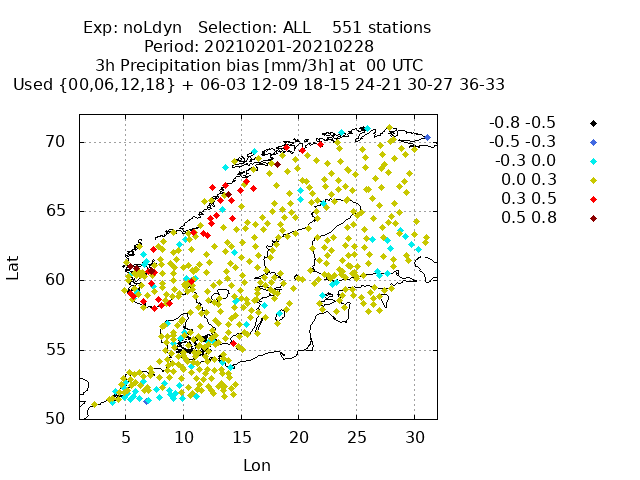 Exp: noLdyn   Selection: ALL    551 stations
Period: 20210201-20210228
3h Precipitation bias [mm/3h] at  00 UTC
Used {00,06,12,18} + 06-03 12-09 18-15 24-21 30-27 36-33
-0.8 -0.5
-0.5 -0.3
-0.3 0.0
0.0 0.3
0.3 0.5
0.5 0.8
70
65
60
55
50
Lat
5 10 15 20 25 30
Lon